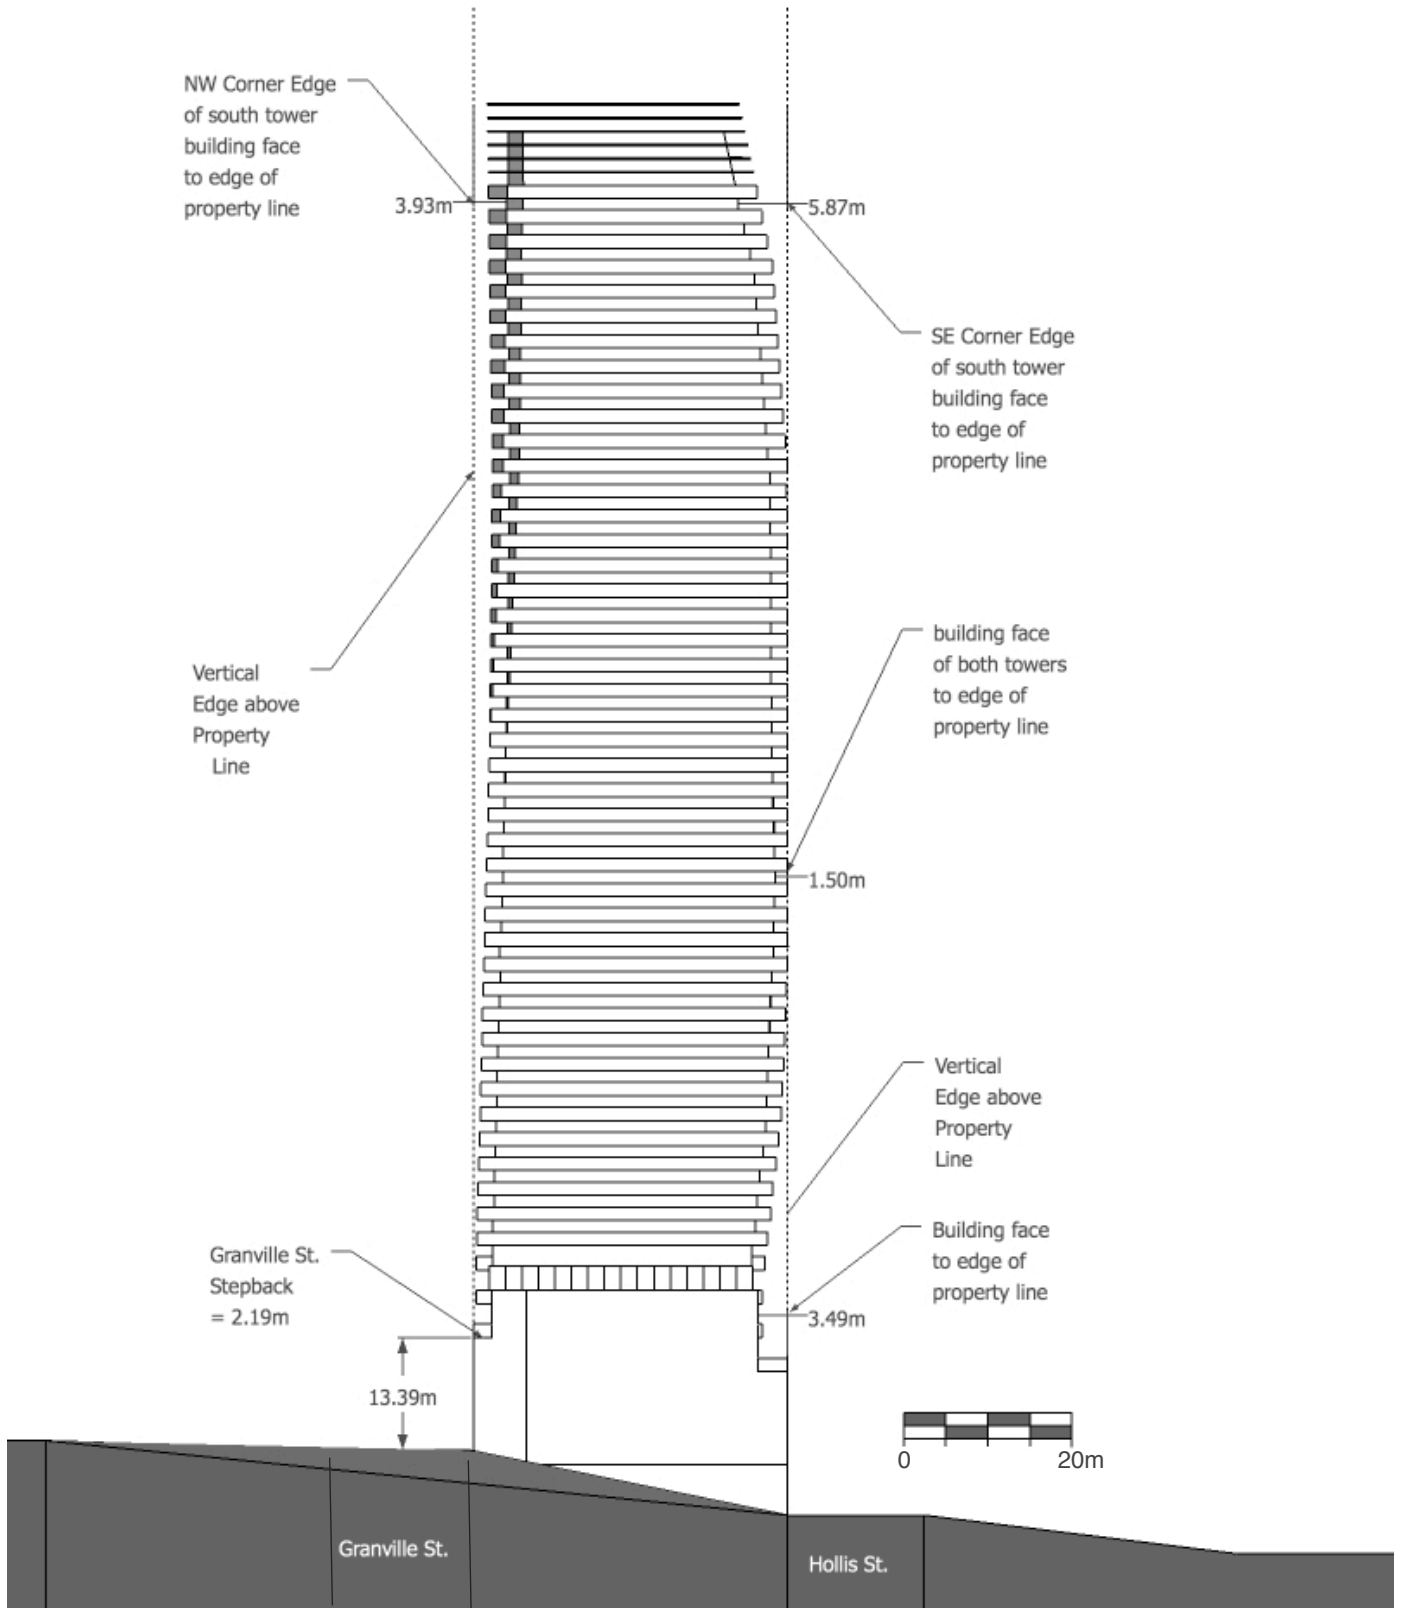 NW Corner Edge
of south tower
building face
to edge of
property line
3.93m
5.87m
SE Corner Edge
of south tower
building face
to edge of
property line
building face
of both towers
to edge of
property line
Vertical
Edge above
Property
Line
1.50m
Vertical
Edge above
Property
Line
Building face
to edge of
property line
3.49m
Granville St.
Stepback
= 2.19m
13.39m
0 20m
Granville St.
Hollis St.